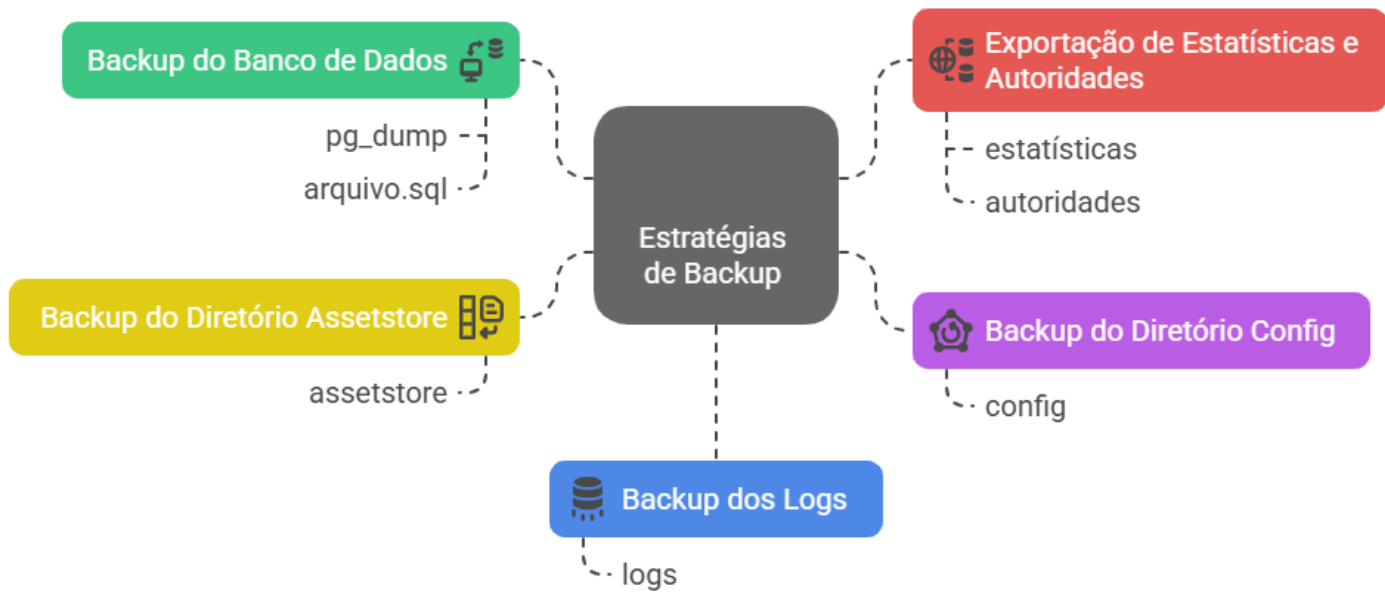 Backup do Banco de Dados
pg_dump
arquivo.sql
Exportação de Estatísticas e
Autoridades
estatísticas
autoridades
Estratégias
de Backup
Backup do Diretório Assetstore
assetstore
Backup do Diretório Config
config
Backup dos Logs
logs